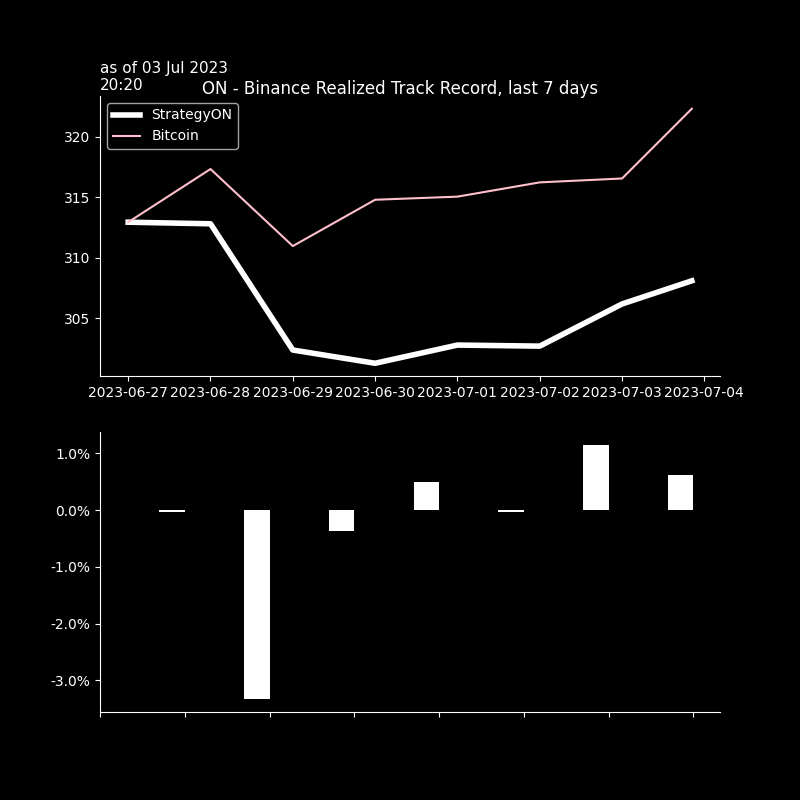 as of 03 Jul 2023
20:20
ON - Binance Realized Track Record, last 7 days
StrategyON
Bitcoin
320
315
310
305
2023-06-27 2023-06-28 2023-06-29 2023-06-30 2023-07-01 2023-07-02 2023-07-03 2023-07-04
1.0%
0.0%
-1.0%
-2.0%
-3.0%